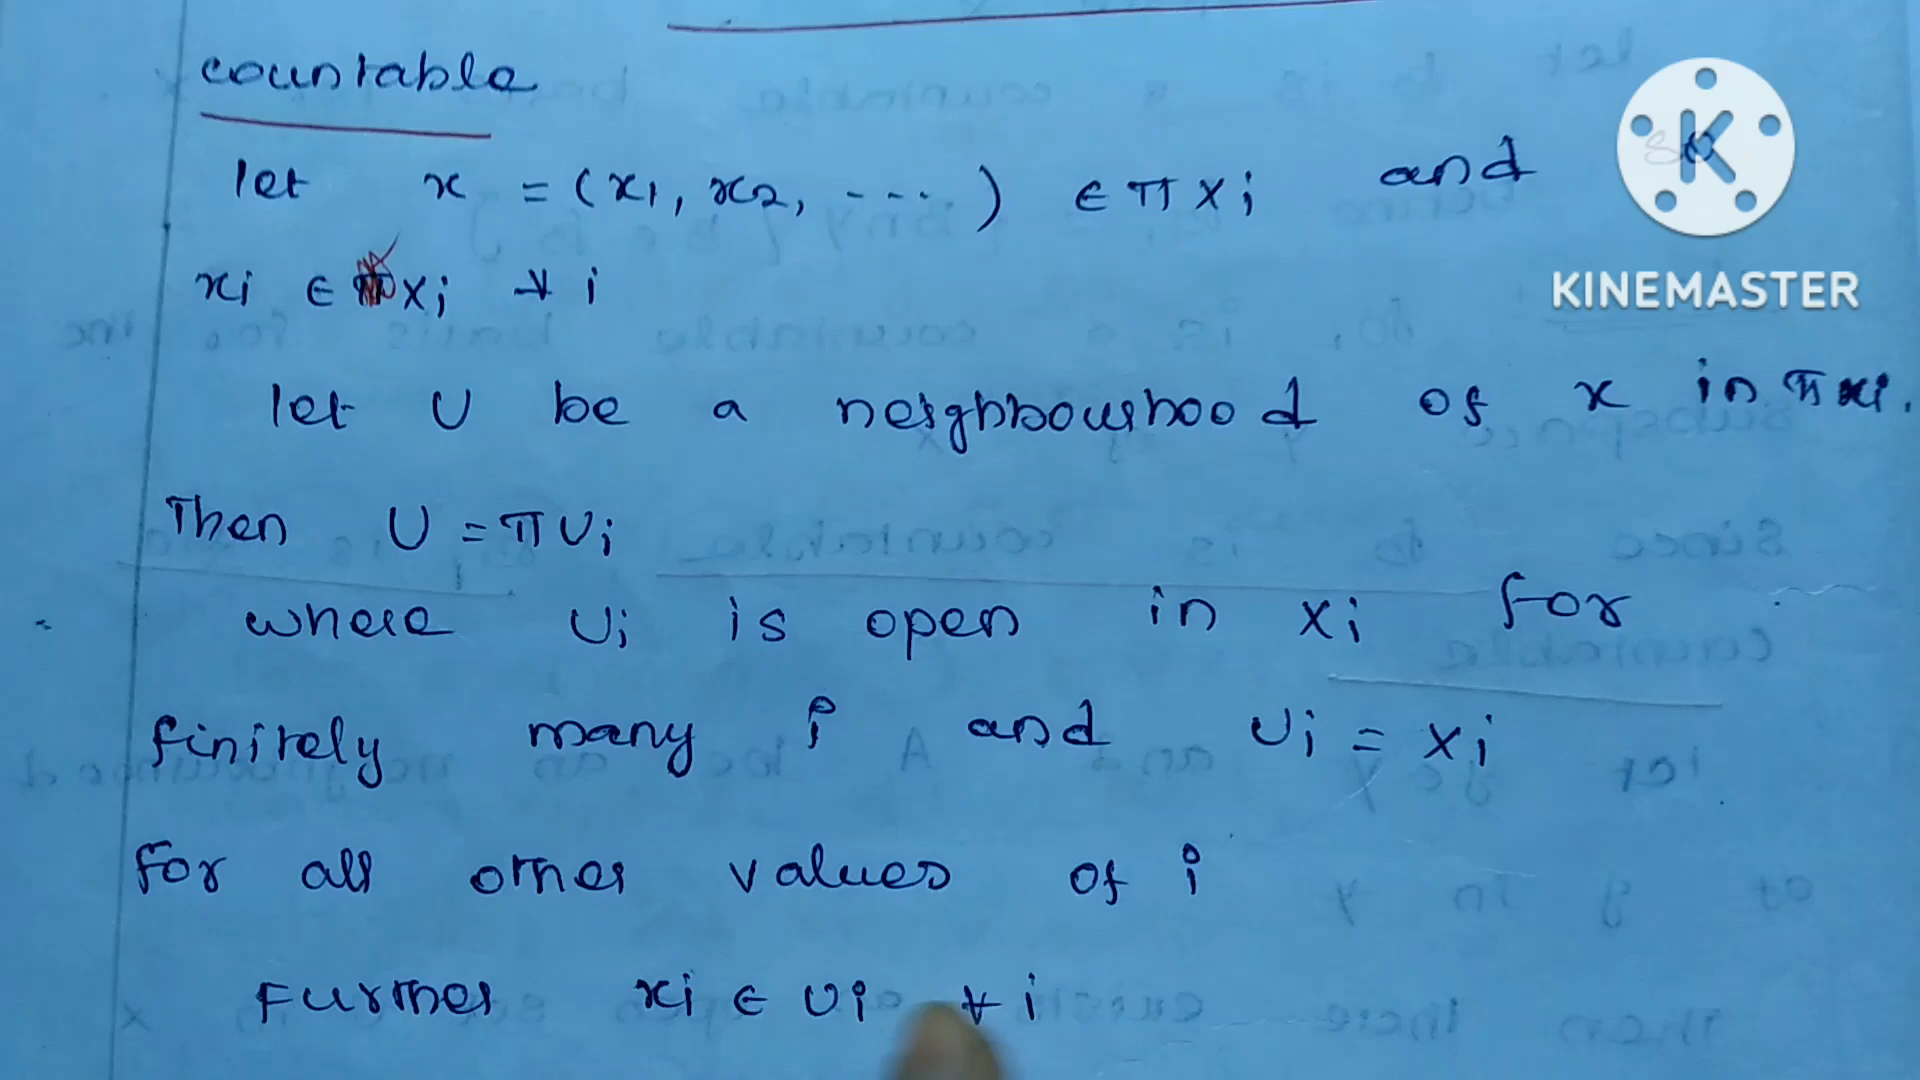 countable
let x = (x1, x2, ----) ∈ π Xi and
xi ∈ Xi ∀ i
let U be a neighbourhood of x in π Xi.
Then U = π Ui
where Ui is open in Xi for
finitely many i and Ui = Xi
for all other values of i
Further xi ∈ Ui ∀ i
KINEMASTER